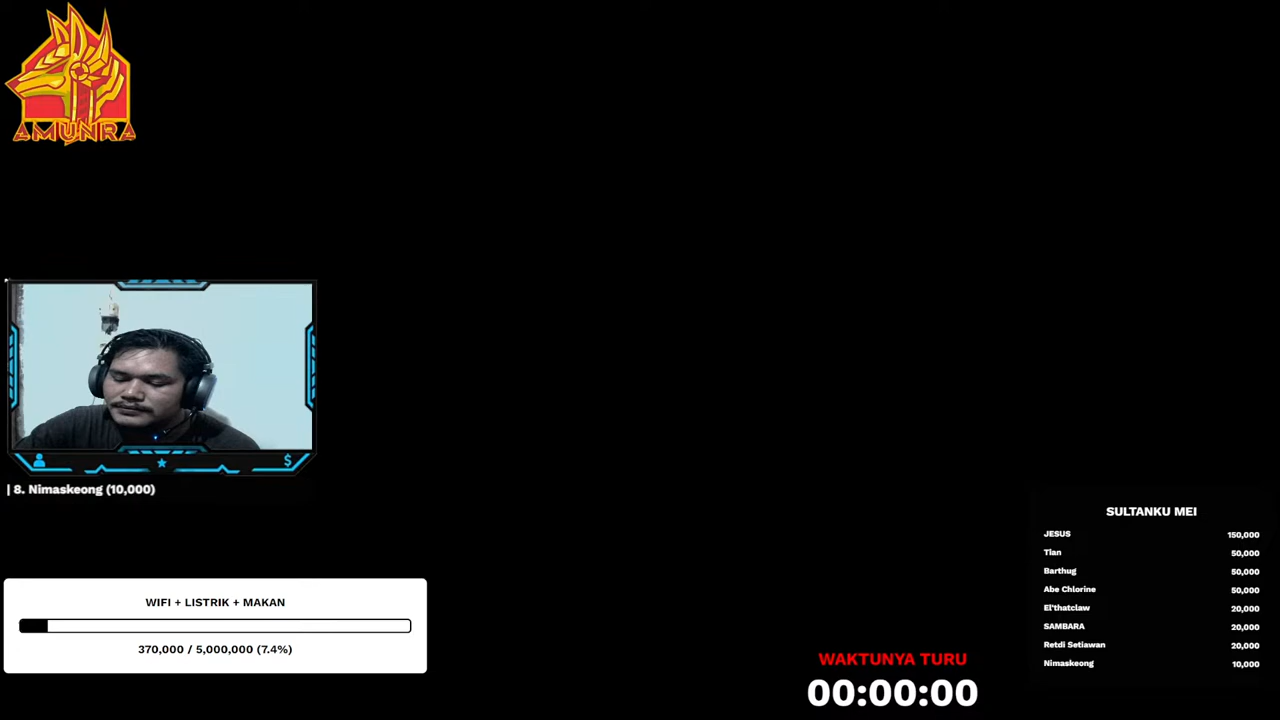 AMUNRA
| 8. Nimaskeong (10,000)
SULTANKU MEI
JESUS 150,000
Tian 50,000
Barthug 50,000
Abe Chlorine 50,000
El'thatclaw 20,000
SAMBARA 20,000
Retdi Setiawan 20,000
Nimaskeong 10,000
WIFI + LISTRIK + MAKAN
370,000 / 5,000,000 (7.4%)
WAKTUNYA TURU
00:00:00